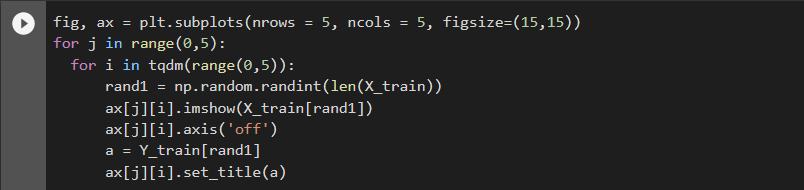 fig, ax = plt.subplots(nrows = 5, ncols = 5, figsize=(15,15))
for j in range(0,5):
  for i in tqdm(range(0,5)):
      rand1 = np.random.randint(len(X_train))
      ax[j][i].imshow(X_train[rand1])
      ax[j][i].axis('off')
      a = Y_train[rand1]
      ax[j][i].set_title(a)